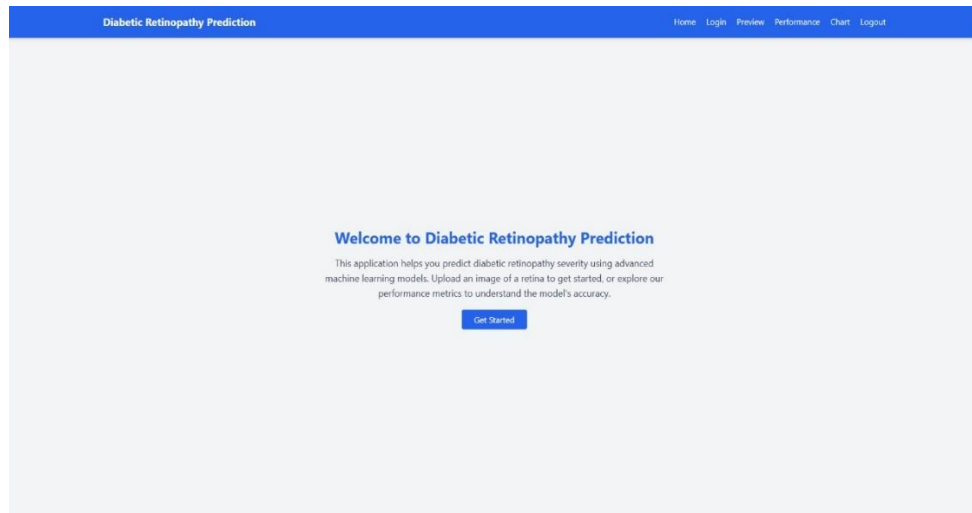 Diabetic Retinopathy Prediction
Home Login Preview Performance Chart Logout
Welcome to Diabetic Retinopathy Prediction
This application helps you predict diabetic retinopathy severity using advanced
machine learning models. Upload an image of a retina to get started, or explore our
performance metrics to understand the model's accuracy.
Get Started